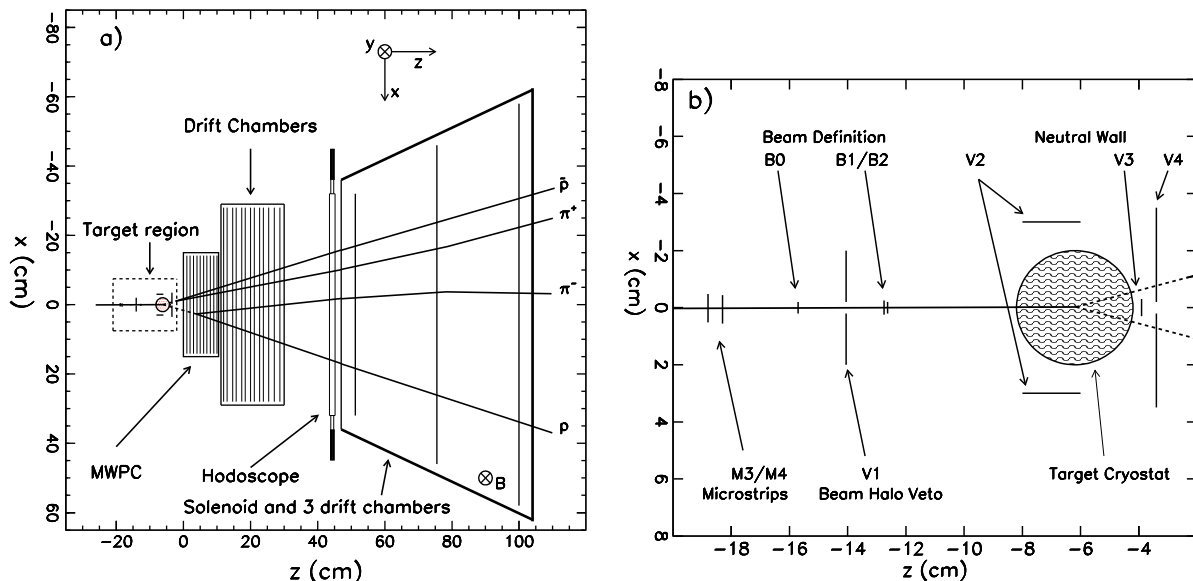 a)
y
z
x
Drift Chambers
Target region
p̄
π+
π-
p
MWPC
Hodoscope
Solenoid and 3 drift chambers
B
-80
-60
-40
-20
0
20
40
60
x (cm)
-20 0 20 40 60 80 100
z (cm)
b)
Beam Definition
Neutral Wall
B0
B1/B2
V2
V3
V4
M3/M4
Microstrips
V1
Beam Halo Veto
Target Cryostat
-8
-6
-4
-2
0
2
4
6
8
x (cm)
-18 -16 -14 -12 -10 -8 -6 -4
z (cm)